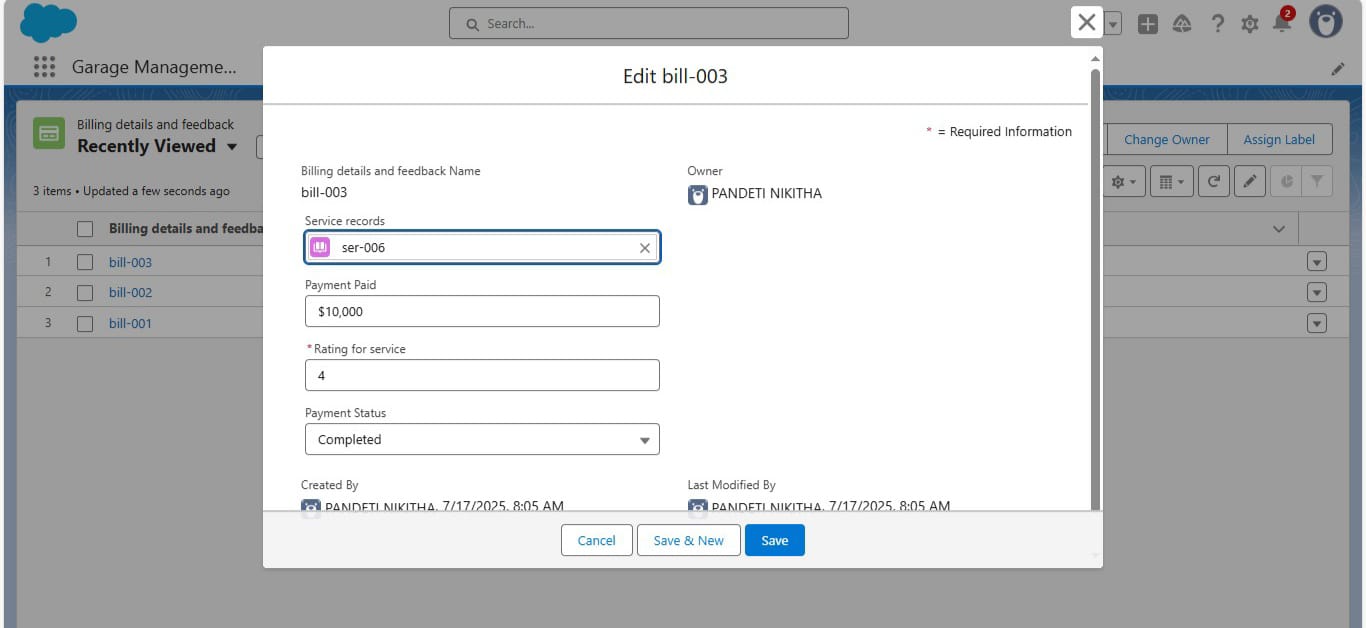 Search...
2
Garage Manageme...
Edit bill-003
* = Required Information
Billing details and feedback
Recently Viewed
Change Owner
Assign Label
3 items • Updated a few seconds ago
Billing details and feedba
1 bill-003
2 bill-002
3 bill-001
Billing details and feedback Name
bill-003
Owner
PANDETI NIKITHA
Service records
ser-006
Payment Paid
$10,000
*Rating for service
4
Payment Status
Completed
Created By
PANDETI NIKITHA, 7/17/2025, 8:05 AM
Last Modified By
PANDETI NIKITHA, 7/17/2025, 8:05 AM
Cancel
Save & New
Save